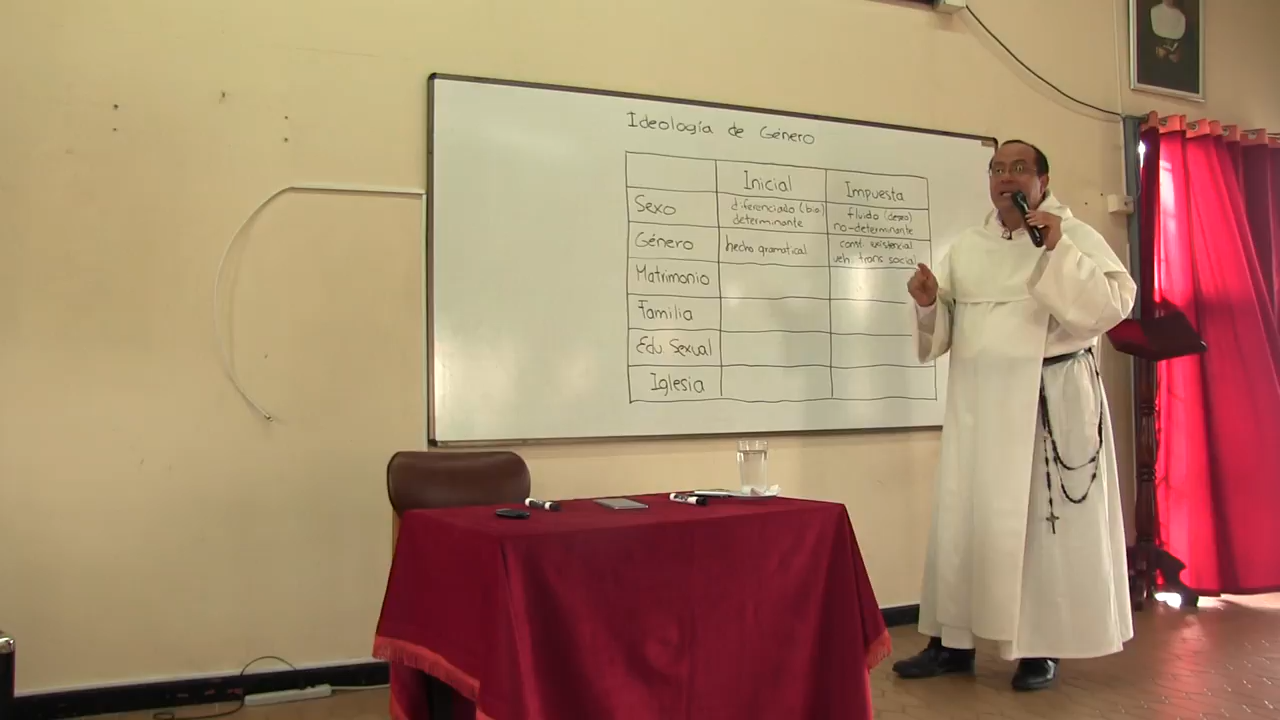 Ideología de Género
Inicial Impuesta
Sexo diferenciado (bio) fluido (deseo)
determinante no-determinante
Género hecho gramatical const. existencial
veh. trans social
Matrimonio
Familia
Edu. Sexual
Iglesia